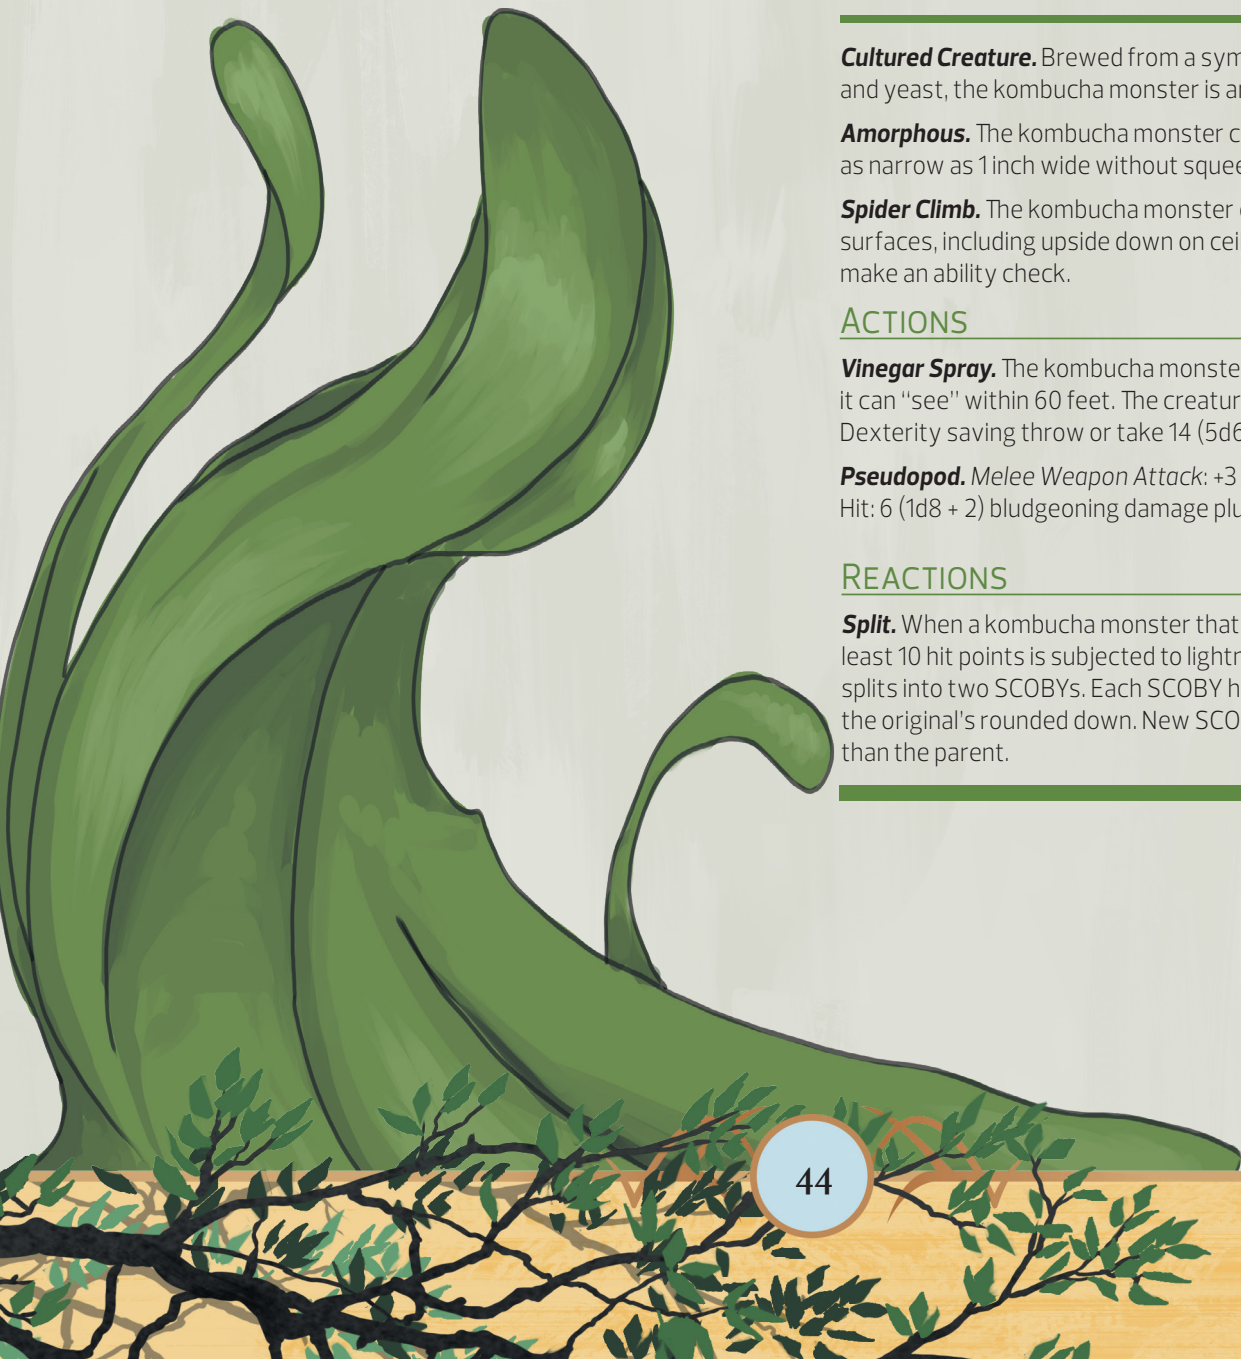 Cultured Creature. Brewed from a sym
and yeast, the kombucha monster is
Amorphous. The kombucha monster
as narrow as 1 inch wide without squee
Spider Climb. The kombucha monster
surfaces, including upside down on cei
make an ability check.
ACTIONS
Vinegar Spray. The kombucha monste
it can “see” within 60 feet. The creatur
Dexterity saving throw or take 14 (5d6
Pseudopod. Melee Weapon Attack: +3
Hit: 6 (1d8 + 2) bludgeoning damage plu
REACTIONS
Split. When a kombucha monster that
least 10 hit points is subjected to lightn
splits into two SCOBYs. Each SCOBY h
the original's rounded down. New SCO
than the parent.
44